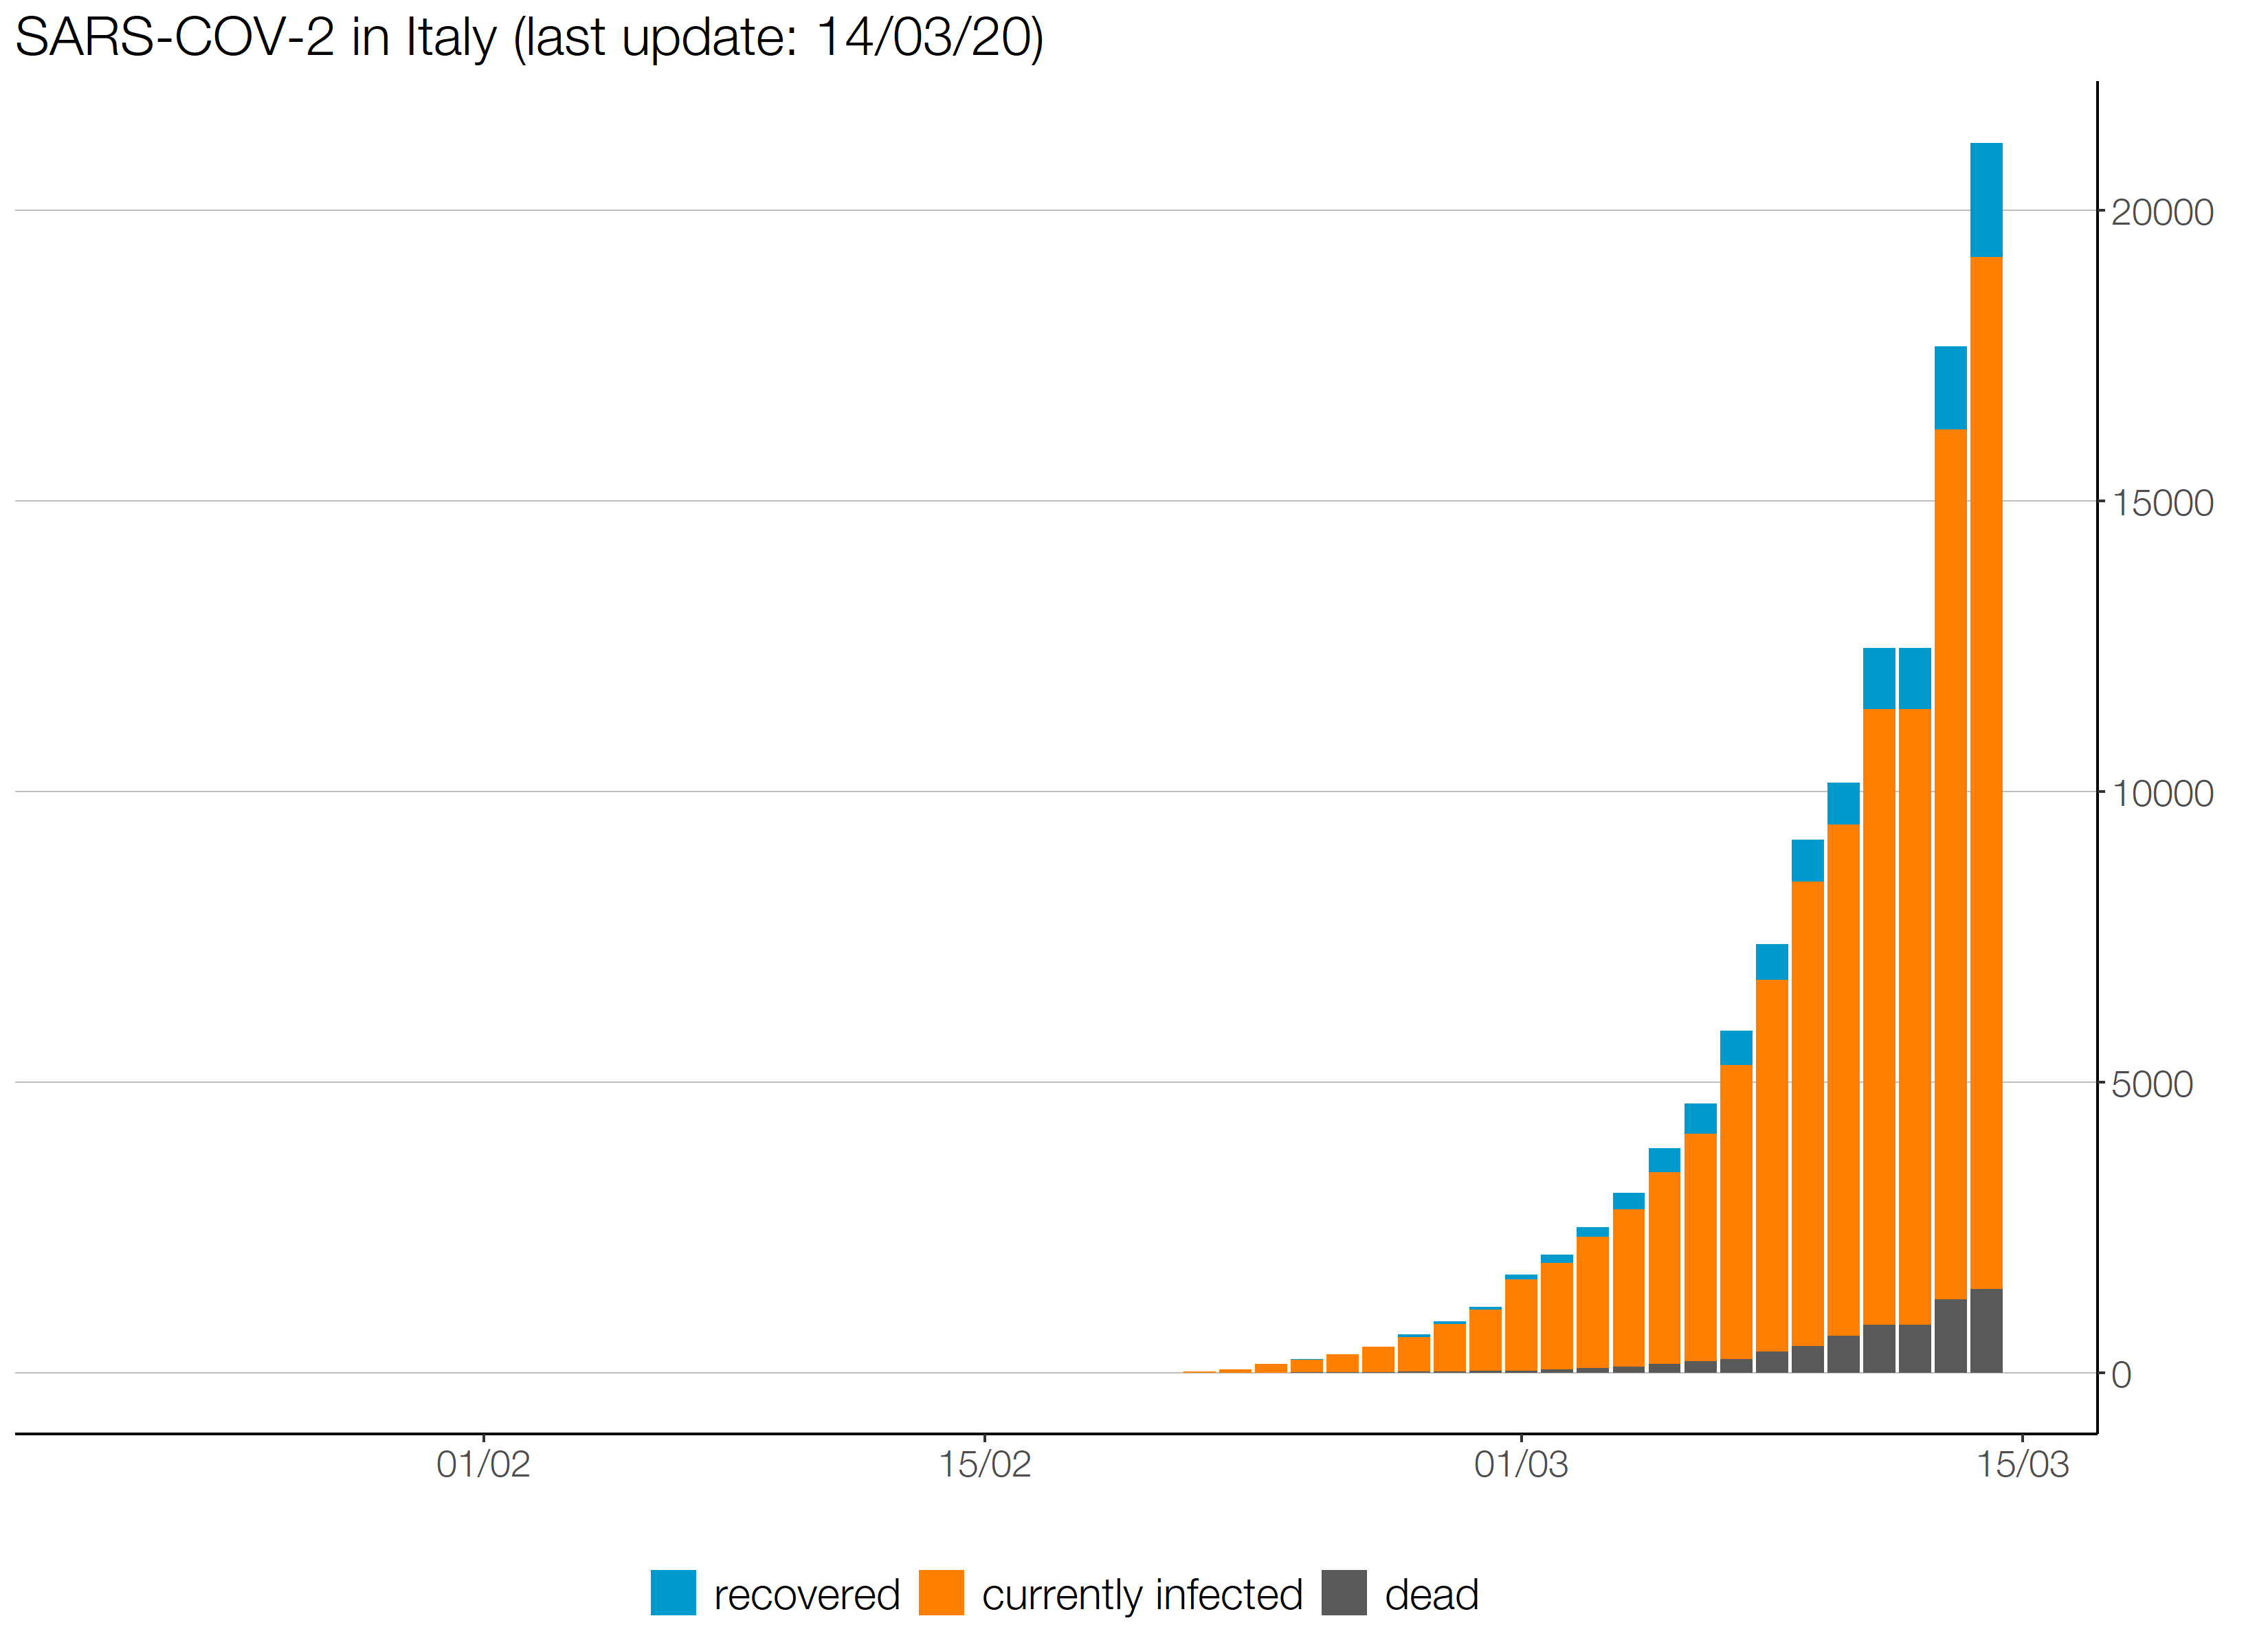 SARS-COV-2 in Italy (last update: 14/03/20)
20000
15000
10000
5000
0
01/02 15/02 01/03 15/03
recovered currently infected dead